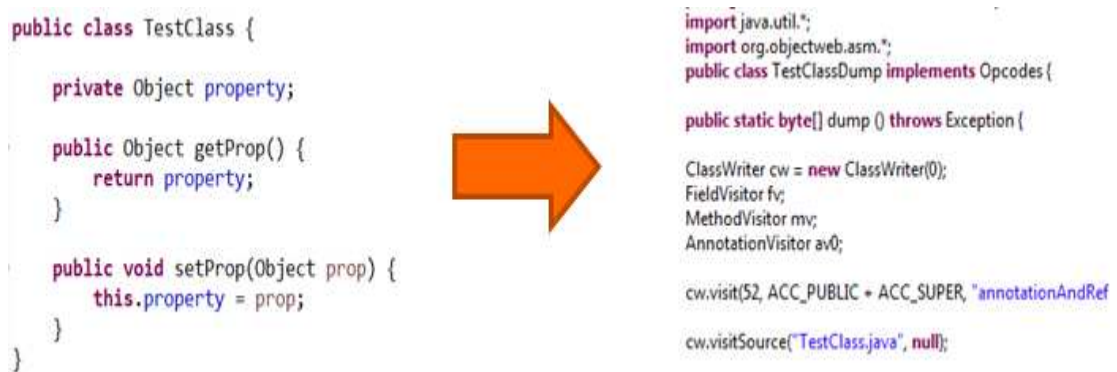 public class TestClass {
private Object property;
public Object getProp() {
return property;
}
public void setProp(Object prop) {
this.property = prop;
}
}
import java.util.*;
import org.objectweb.asm.*;
public class TestClassDump implements Opcodes {
public static byte[] dump () throws Exception {
ClassWriter cw = new ClassWriter(0);
FieldVisitor fv;
MethodVisitor mv;
AnnotationVisitor av0;
cw.visit(52, ACC_PUBLIC + ACC_SUPER, "annotationAndRef
cw.visitSource("TestClass.java", null);